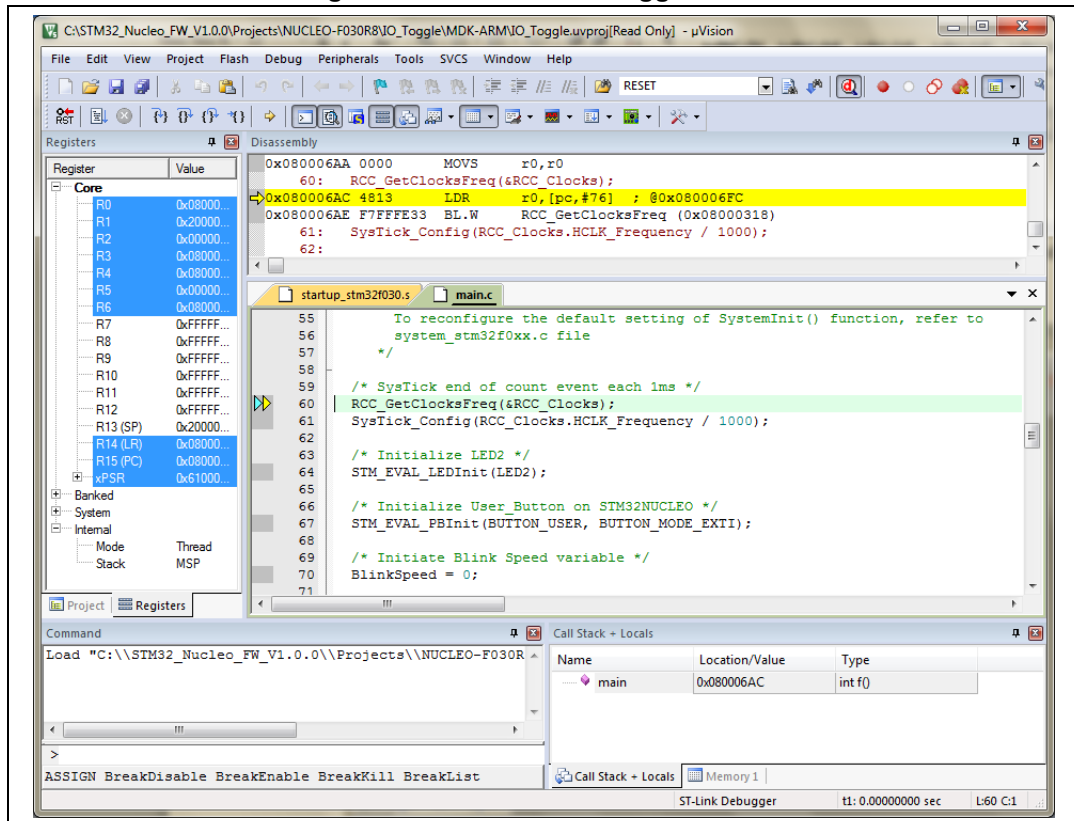 C:\STM32_Nucleo_FW_V1.0.0\Projects\NUCLEO-F030R8\IO_Toggle\MDK-ARM\IO_Toggle.uvproj[Read Only] - µVision
File Edit View Project Flash Debug Peripherals Tools SVCS Window Help
RESET
RST
Registers
Register Value
Core
R0 0x08000...
R1 0x20000...
R2 0x00000...
R3 0x08000...
R4 0x08000...
R5 0x00000...
R6 0x08000...
R7 0xFFFFF...
R8 0xFFFFF...
R9 0xFFFFF...
R10 0xFFFFF...
R11 0xFFFFF...
R12 0xFFFFF...
R13 (SP) 0x20000...
R14 (LR) 0x08000...
R15 (PC) 0x08000...
xPSR 0x61000...
Banked
System
Internal
Mode Thread
Stack MSP
Project Registers
Disassembly
0x080006AA 0000 MOVS r0,r0
60: RCC_GetClocksFreq(&RCC_Clocks);
0x080006AC 4813 LDR r0,[pc,#76] ; @0x080006FC
0x080006AE F7FFFE33 BL.W RCC_GetClocksFreq (0x08000318)
61: SysTick_Config(RCC_Clocks.HCLK_Frequency / 1000);
62:
startup_stm32f030.s main.c
55 To reconfigure the default setting of SystemInit() function, refer to
56 system_stm32f0xx.c file
57 */
58
59 /* SysTick end of count event each 1ms */
60 RCC_GetClocksFreq(&RCC_Clocks);
61 SysTick_Config(RCC_Clocks.HCLK_Frequency / 1000);
62
63 /* Initialize LED2 */
64 STM_EVAL_LEDInit(LED2);
65
66 /* Initialize User_Button on STM32NUCLEO */
67 STM_EVAL_PBInit(BUTTON_USER, BUTTON_MODE_EXTI);
68
69 /* Initiate Blink Speed variable */
70 BlinkSpeed = 0;
71
Command
Load "C:\\STM32_Nucleo_FW_V1.0.0\\Projects\\NUCLEO-F030R
>
ASSIGN BreakDisable BreakEnable BreakKill BreakList
Call Stack + Locals
Name Location/Value Type
main 0x080006AC int f()
Call Stack + Locals Memory 1
ST-Link Debugger t1: 0.00000000 sec L:60 C:1